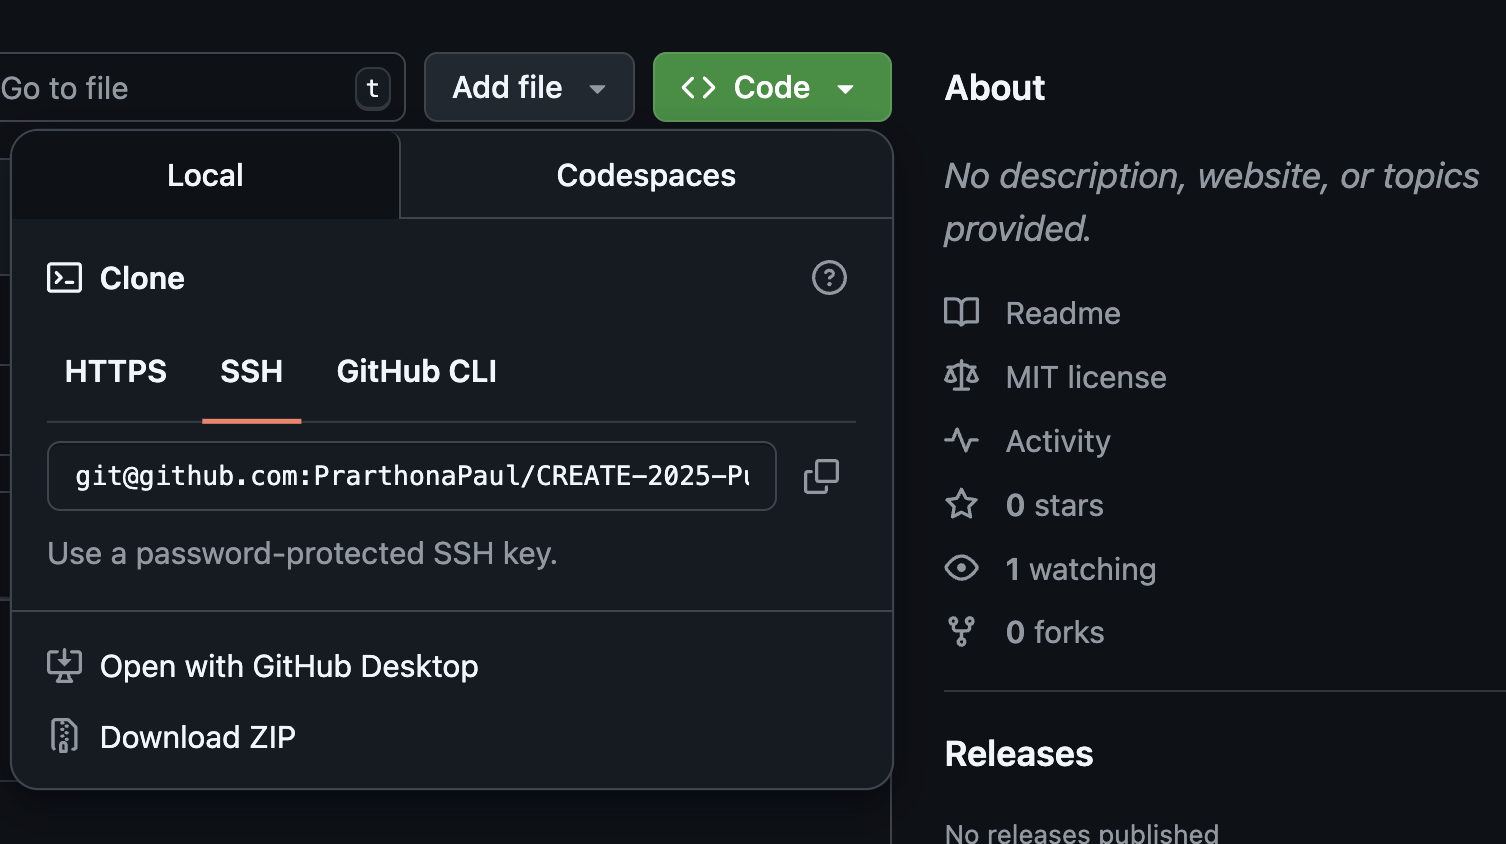 Go to file
t
Add file
Code
Local
Codespaces
Clone
HTTPS
SSH
GitHub CLI
git@github.com:PrarthonaPaul/CREATE-2025-Pu
Use a password-protected SSH key.
Open with GitHub Desktop
Download ZIP
About
No description, website, or topics
provided.
Readme
MIT license
Activity
0 stars
1 watching
0 forks
Releases
No releases published